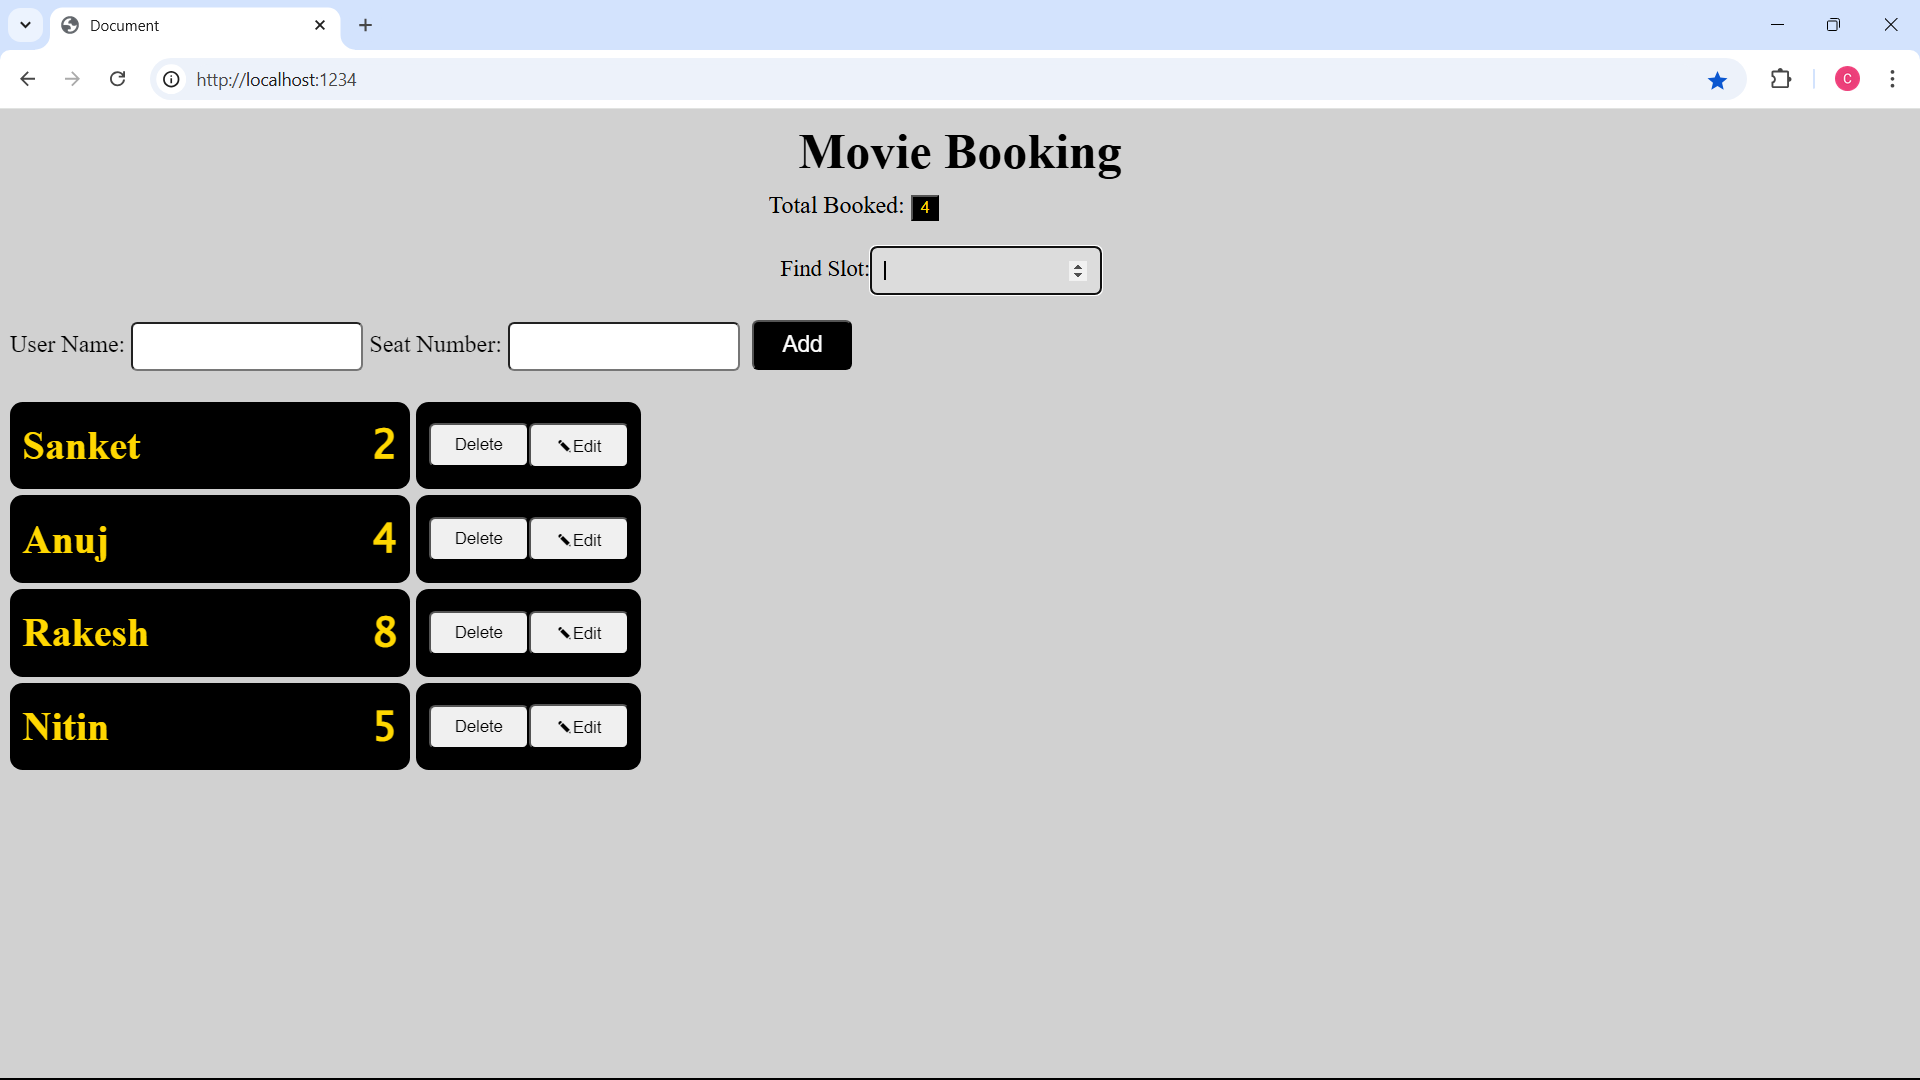 Document
http://localhost:1234
C
Movie Booking
Total Booked: 4
Find Slot:
User Name: Seat Number: Add
Sanket 2 Delete Edit
Anuj 4 Delete Edit
Rakesh 8 Delete Edit
Nitin 5 Delete Edit